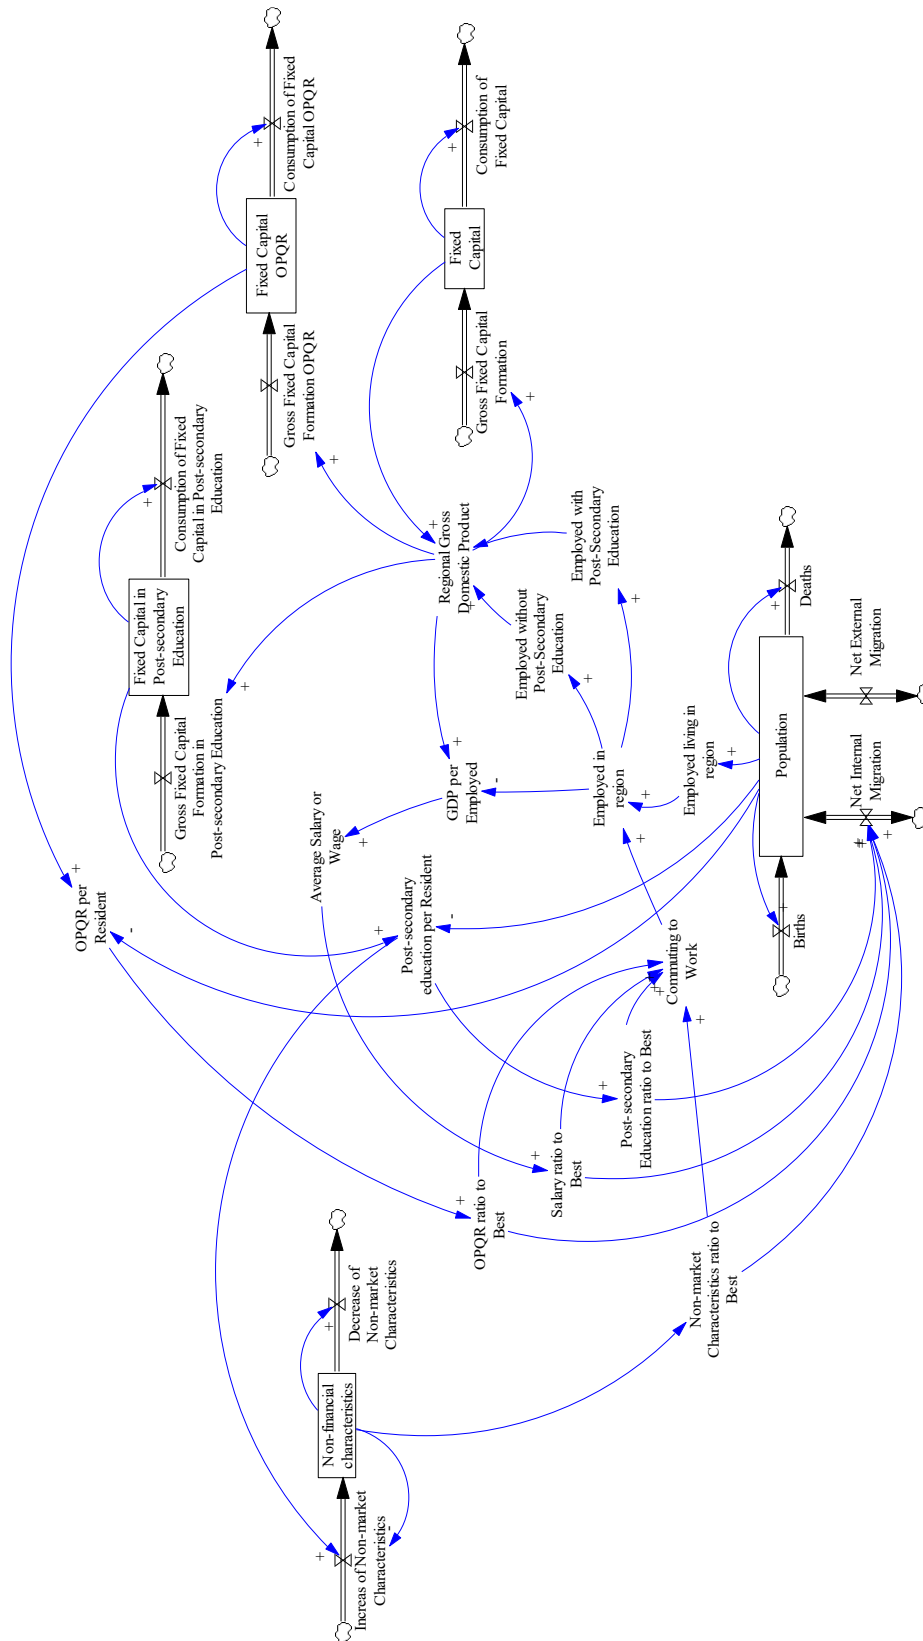 Consumption of Fixed
Capital OPQR
Fixed Capital
OPQR
Gross Fixed Capital
Formation OPQR
Consumption of
Fixed Capital
Fixed
Capital
Gross Fixed Capital
Formation
Consumption of Fixed
Capital in Post-secondary
Education
Fixed Capital in
Post-secondary
Education
Gross Fixed Capital
Formation in
Post-secondary Education
Regional Gross
Domestic Product
Employed with
Post-Secondary
Education
Employed without
Post-Secondary
Education
Deaths
Net External
Migration
Population
Net Internal
Migration
Births
Employed living in
region
Employed in
region
GDP per
Employed
Average Salary or
Wage
OPQR per
Resident
Post-secondary
education per Resident
Commuting to
Work
Post-secondary
Education ratio to Best
Salary ratio to
Best
OPQR ratio to
Best
Non-market
Characteristics ratio to
Best
Decrease of
Non-market
Characteristics
Non-financial
characteristics
Increas of Non-market
Characteristics